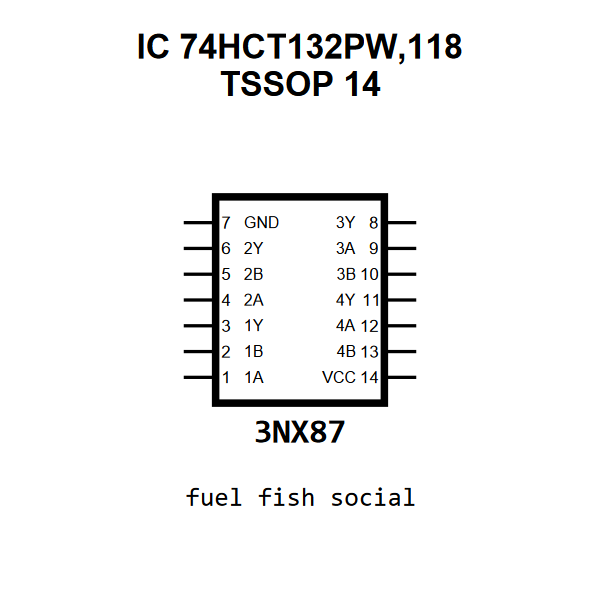 IC 74HCT132PW,118
TSSOP 14
7 GND 3Y 8
6 2Y 3A 9
5 2B 3B 10
4 2A 4Y 11
3 1Y 4A 12
2 1B 4B 13
1 1A VCC 14
3NX87
fuel fish social